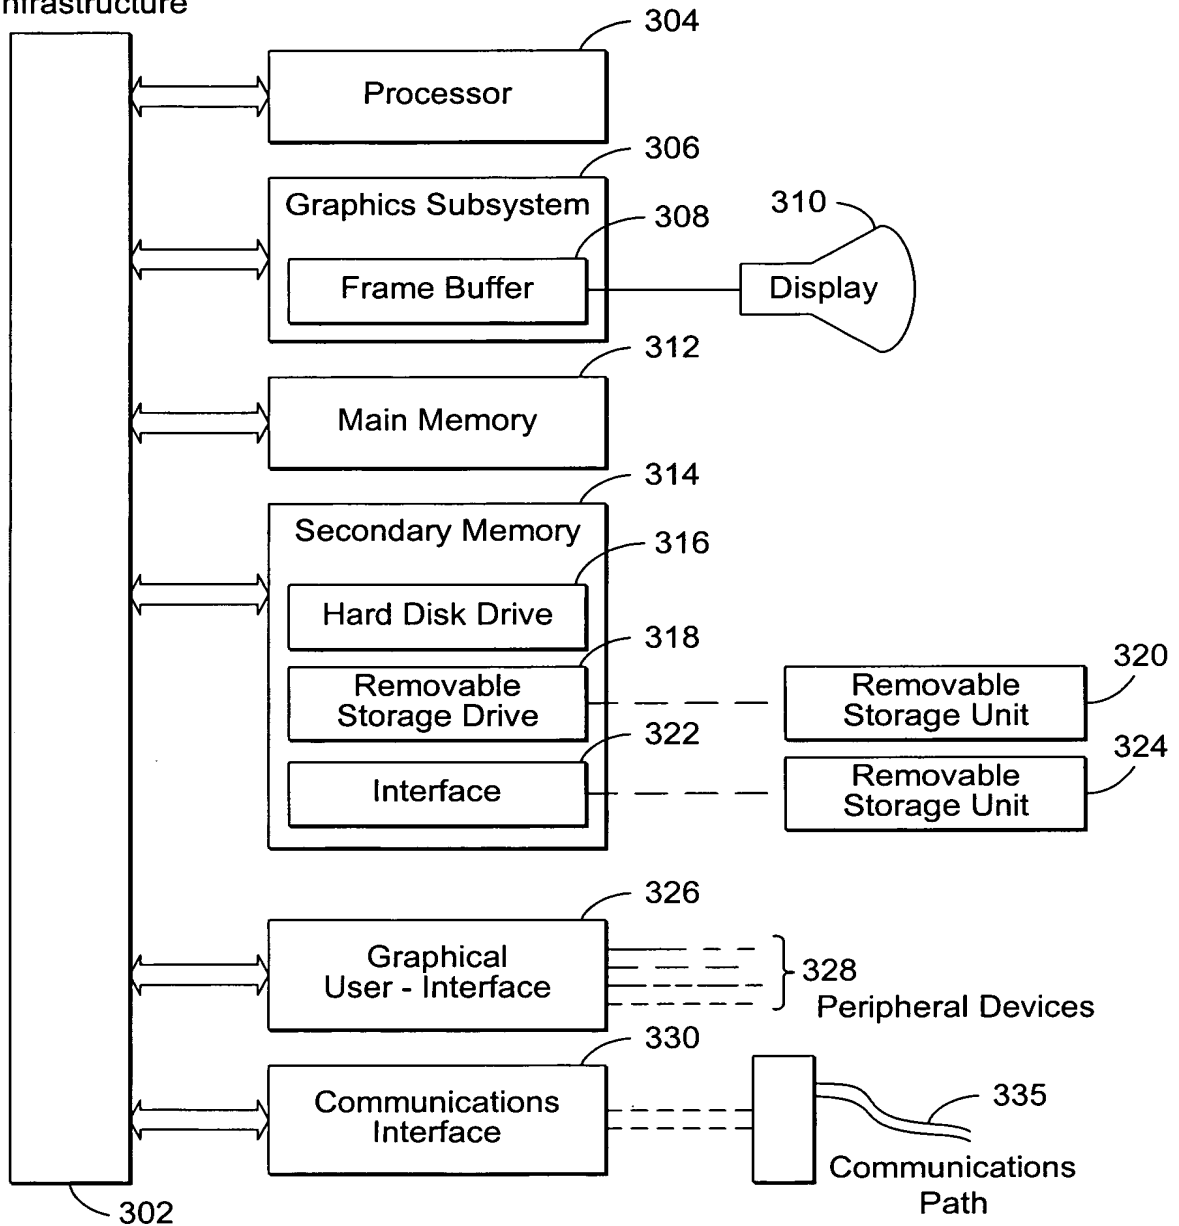 nfrastructure
304
Processor
306
Graphics Subsystem
308
310
Frame Buffer
Display
312
Main Memory
314
Secondary Memory
316
Hard Disk Drive
318
Removable
Storage Drive
320
Removable
Storage Unit
322
Interface
324
Removable
Storage Unit
326
Graphical
User - Interface
328
Peripheral Devices
330
Communications
Interface
335
Communications
Path
302